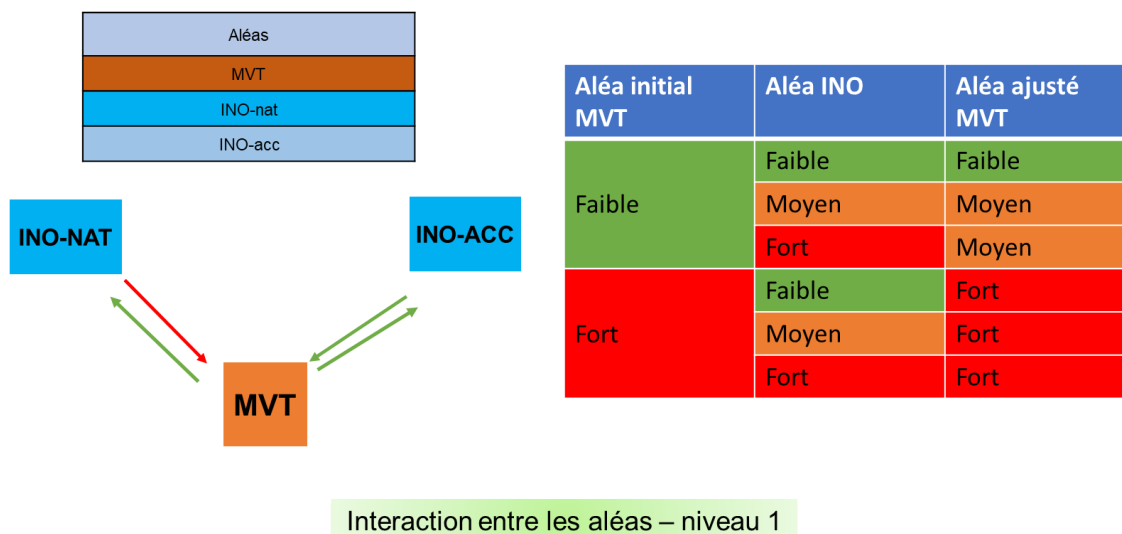 Aléas
MVT
INO-nat
INO-acc
INO-NAT
INO-ACC
MVT
Aléa initial MVT
Aléa INO
Aléa ajusté MVT
Faible
Faible
Faible
Moyen
Moyen
Fort
Moyen
Fort
Faible
Fort
Moyen
Fort
Fort
Fort
Interaction entre les aléas – niveau 1